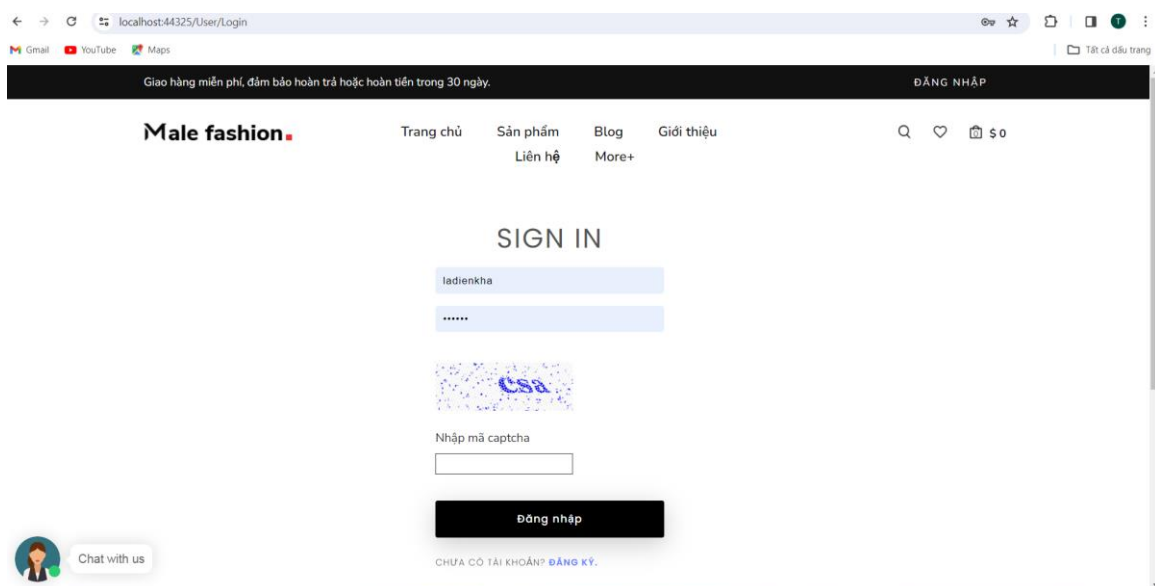 localhost:44325/User/Login
T
Gmail YouTube Maps Tất cả dấu trang
Giao hàng miễn phí, đảm bảo hoàn trả hoặc hoàn tiền trong 30 ngày. ĐĂNG NHẬP
Male fashion. Trang chủ Sản phẩm Blog Giới thiệu 0 $ 0
Liên hệ More+
SIGN IN
ladienkha
••••••
Csa
Nhập mã captcha
Đăng nhập
Chat with us
CHƯA CÓ TÀI KHOẢN? ĐĂNG KÝ.